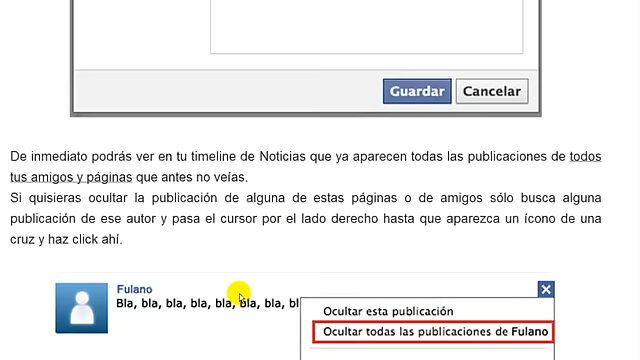 Guardar Cancelar
De inmediato podrás ver en tu timeline de Noticias que ya aparecen todas las publicaciones de todos
tus amigos y páginas que antes no veías.
Si quisieras ocultar la publicación de alguna de estas páginas o de amigos sólo busca alguna
publicación de ese autor y pasa el cursor por el lado derecho hasta que aparezca un ícono de una
cruz y haz click ahí.
Fulano
Bla, bla, bla, bla, bla, bla, bla, bl
Ocultar esta publicación
Ocultar todas las publicaciones de Fulano